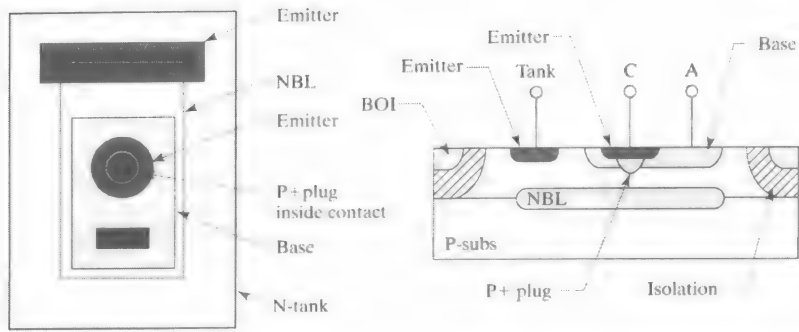 Emitter
NBL
Emitter
P+ plug
inside contact
Base
N-tank
Emitter
Base
Emitter
Tank
C
A
BOI
NBL
P-subs
P+ plug
Isolation